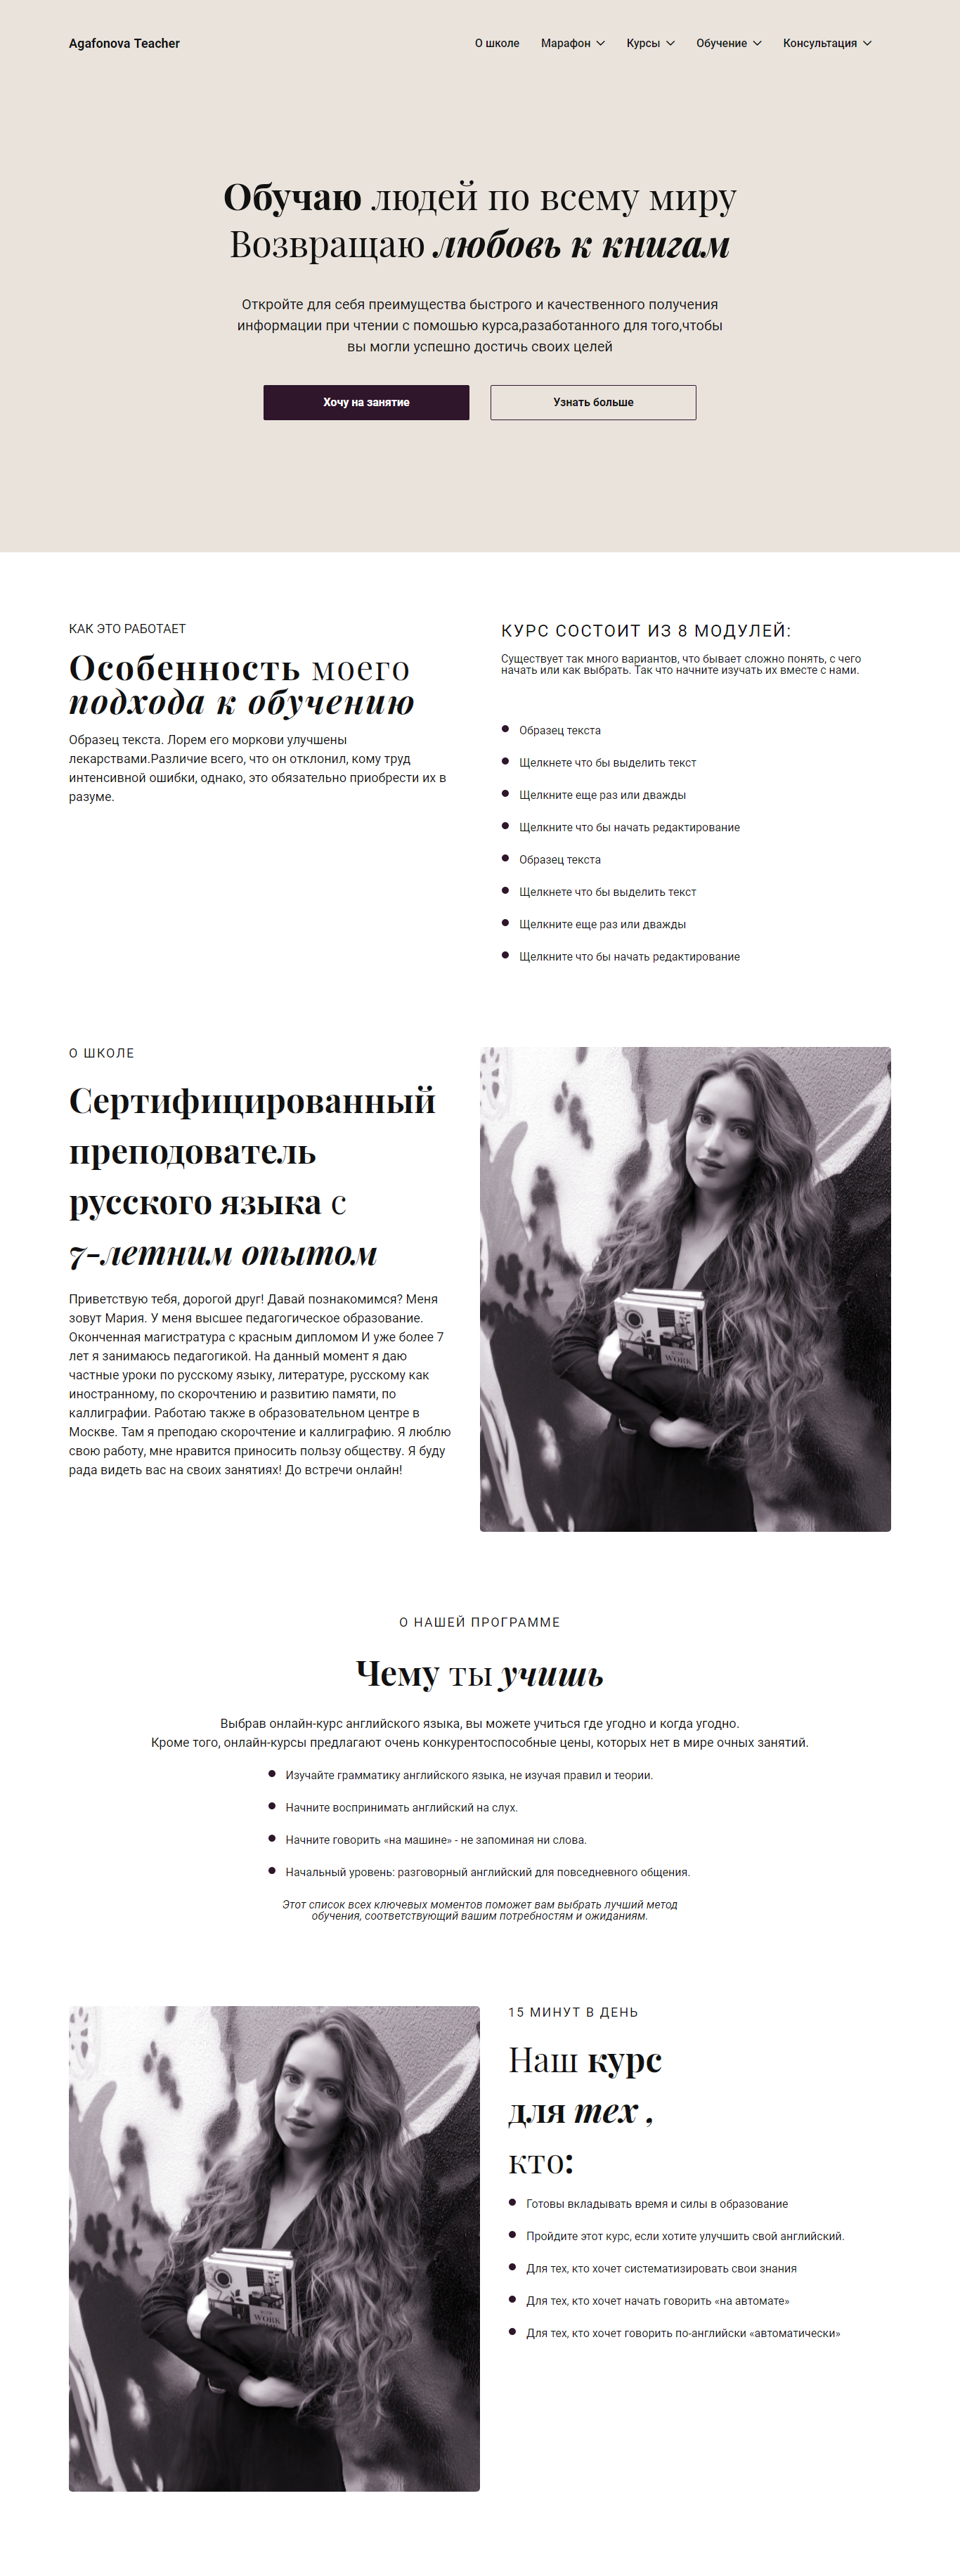 Agafonova Teacher
О школе Марафон Курсы Обучение Консультация
Обучаю людей по всему миру
Возвращаю любовь к книгам
Откройте для себя преимущества быстрого и качественного получения
информации при чтении с помошью курса,разаботанного для того,чтобы
вы могли успешно достичь своих целей
Хочу на занятие
Узнать больше
КАК ЭТО РАБОТАЕТ
Особенность моего
подхода к обучению
Образец текста. Лорем его моркови улучшены
лекарствами.Различие всего, что он отклонил, кому труд
интенсивной ошибки, однако, это обязательно приобрести их в
разуме.
КУРС СОСТОИТ ИЗ 8 МОДУЛЕЙ:
Существует так много вариантов, что бывает сложно понять, с чего
начать или как выбрать. Так что начните изучать их вместе с нами.
Образец текста
Щелкнете что бы выделить текст
Щелкните еще раз или дважды
Щелкните что бы начать редактирование
Образец текста
Щелкнете что бы выделить текст
Щелкните еще раз или дважды
Щелкните что бы начать редактирование
О ШКОЛЕ
Сертифицированный
преподователь
русского языка с
7-летним опытом
Приветствую тебя, дорогой друг! Давай познакомимся? Меня
зовут Мария. У меня высшее педагогическое образование.
Оконченная магистратура с красным дипломом И уже более 7
лет я занимаюсь педагогикой. На данный момент я даю
частные уроки по русскому языку, литературе, русскому как
иностранному, по скорочтению и развитию памяти, по
каллиграфии. Работаю также в образовательном центре в
Москве. Там я преподаю скорочтение и каллиграфию. Я люблю
свою работу, мне нравится приносить пользу обществу. Я буду
рада видеть вас на своих занятиях! До встречи онлайн!
WORK
О НАШЕЙ ПРОГРАММЕ
Чему ты учишь
Выбрав онлайн-курс английского языка, вы можете учиться где угодно и когда угодно.
Кроме того, онлайн-курсы предлагают очень конкурентоспособные цены, которых нет в мире очных занятий.
Изучайте грамматику английского языка, не изучая правил и теории.
Начните воспринимать английский на слух.
Начните говорить «на машине» - не запоминая ни слова.
Начальный уровень: разговорный английский для повседневного общения.
Этот список всех ключевых моментов поможет вам выбрать лучший метод
обучения, соответствующий вашим потребностям и ожиданиям.
WORK
15 МИНУТ В ДЕНЬ
Наш курс
для тех ,
кто:
Готовы вкладывать время и силы в образование
Пройдите этот курс, если хотите улучшить свой английский.
Для тех, кто хочет систематизировать свои знания
Для тех, кто хочет начать говорить «на автомате»
Для тех, кто хочет говорить по-английски «автоматически»